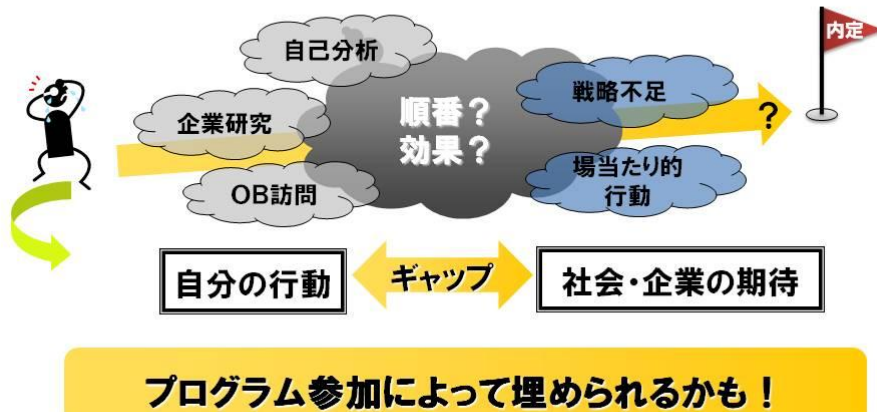 内定
自己分析
企業研究
OB訪問
順番？
効果？
戦略不足
場当たり的
行動
？
自分の行動
ギャップ
社会・企業の期待
プログラム参加によって埋められるかも！